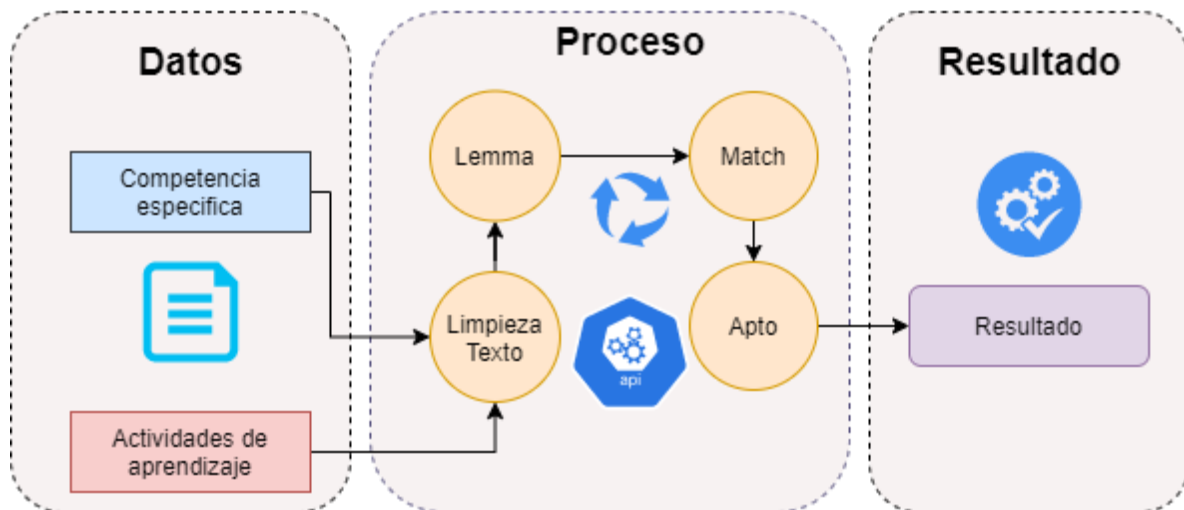 Datos
Proceso
Resultado
Competencia
especifica
Actividades de
aprendizaje
Lemma
Match
Limpieza
Texto
Apto
api
Resultado